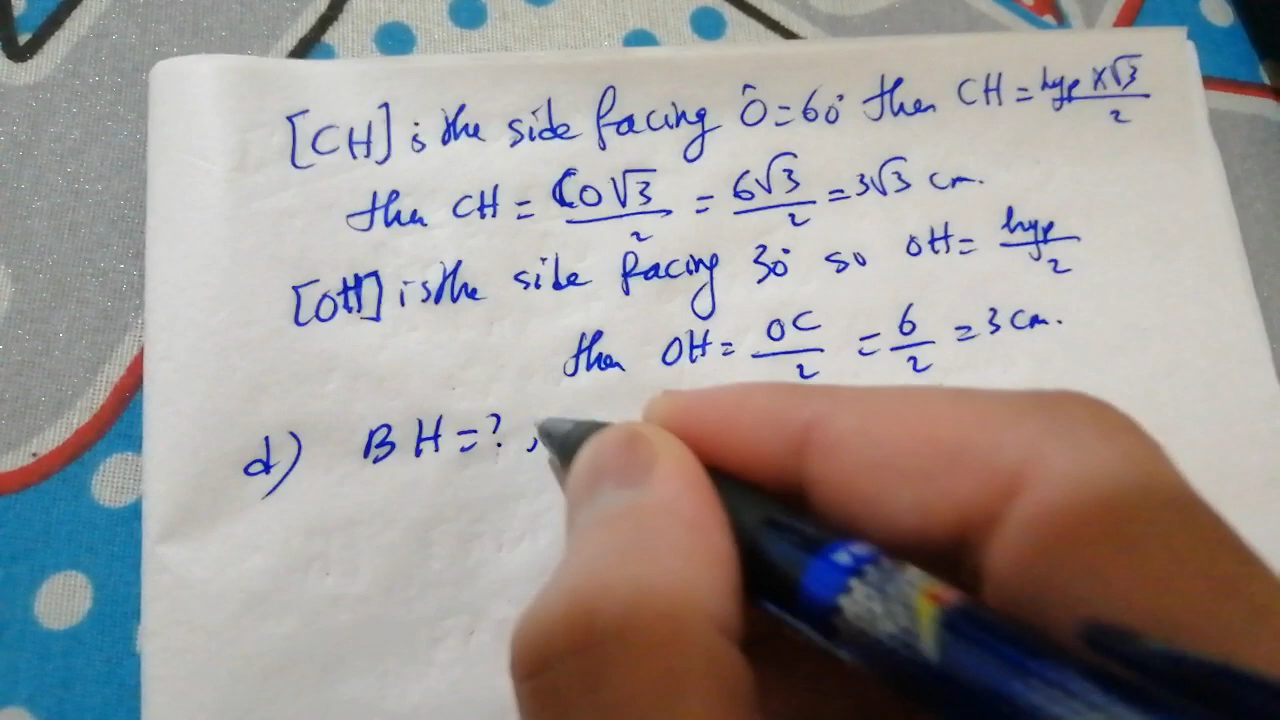 [CH] is the side facing Ô=60° then CH = hyp×√3/2
then CH = CO√3/2 = 6√3/2 = 3√3 cm.
[OH] is the side facing 30° so OH = hyp/2
then OH = OC/2 = 6/2 = 3 cm.
d) BH=? ,